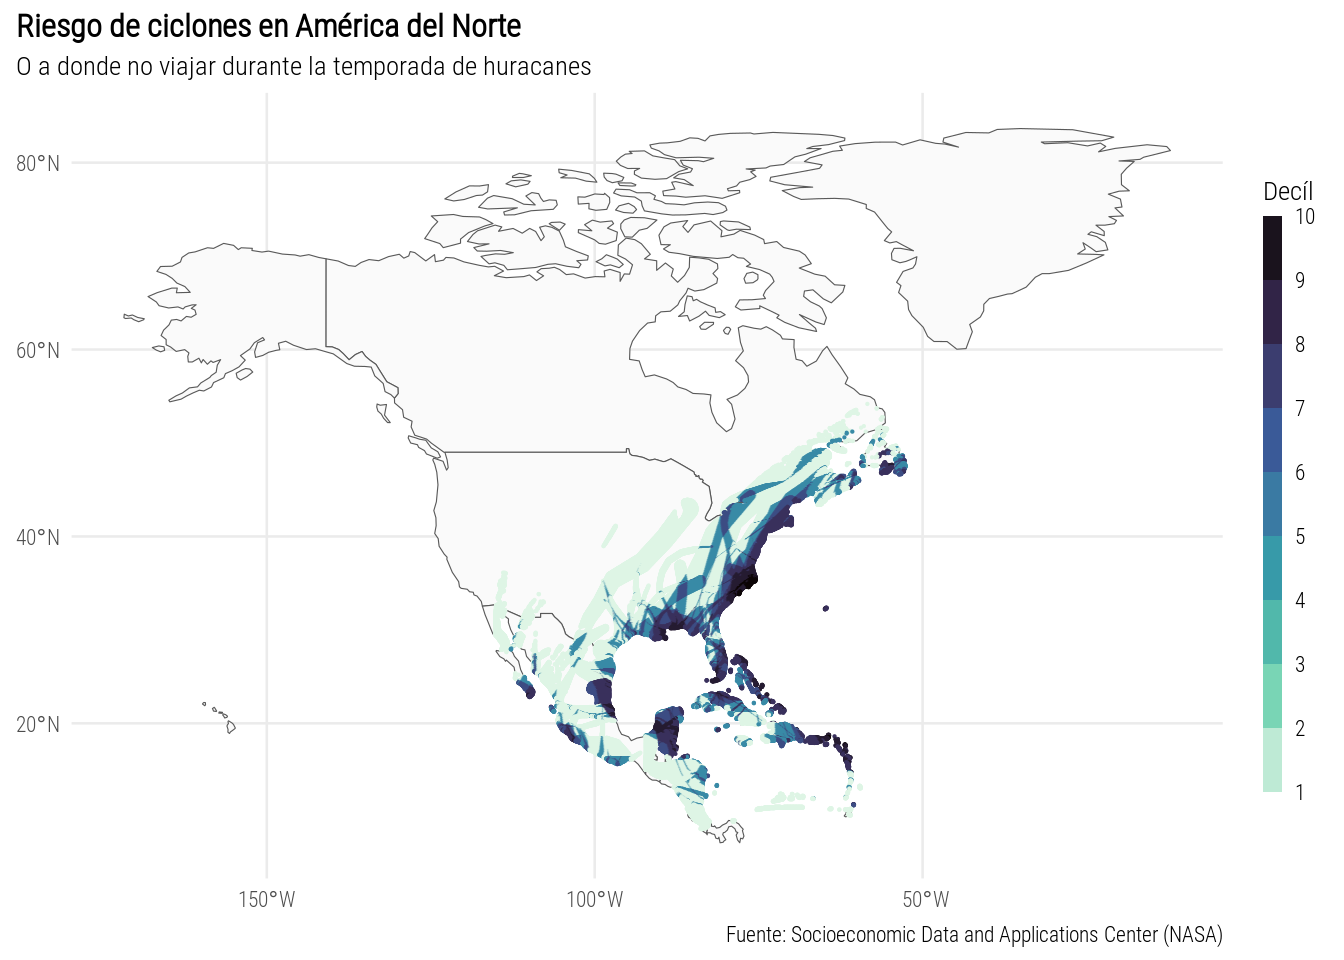 Riesgo de ciclones en América del Norte
O a donde no viajar durante la temporada de huracanes
80°N
60°N
40°N
20°N
150°W
100°W
50°W
Decíl
10
9
8
7
6
5
4
3
2
1
Fuente: Socioeconomic Data and Applications Center (NASA)